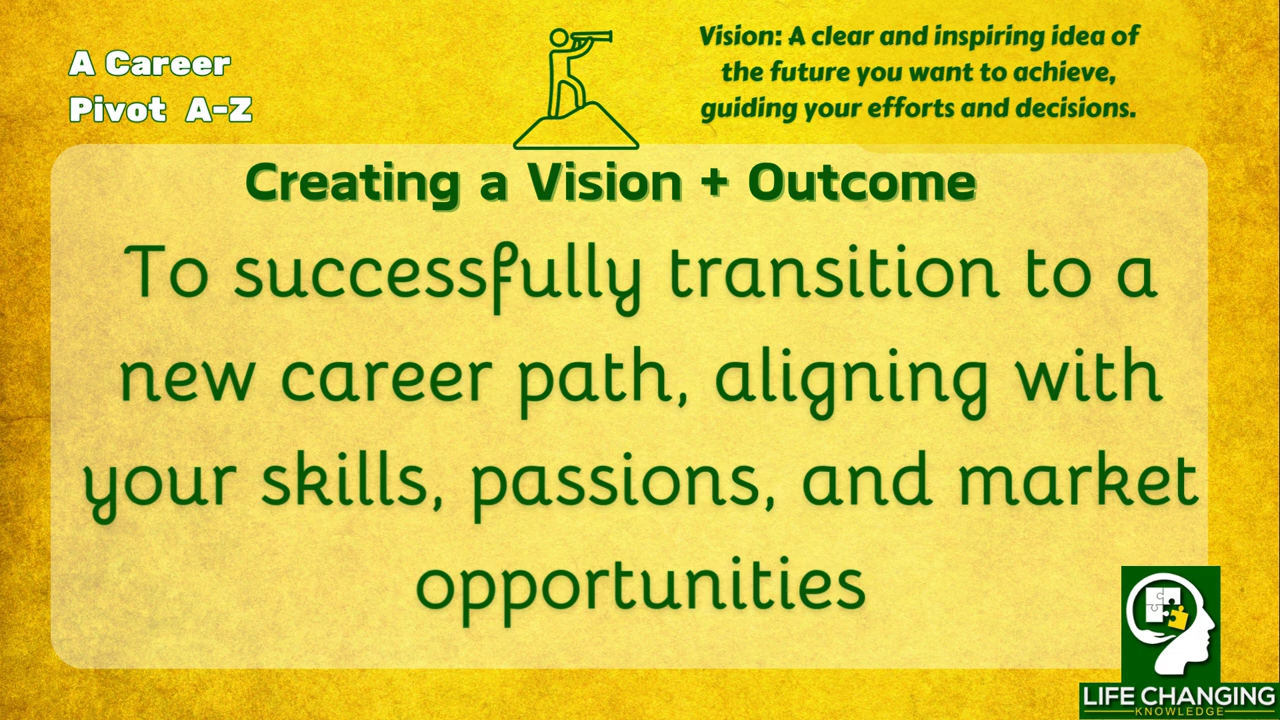 A Career
Pivot A-Z
Vision: A clear and inspiring idea of
the future you want to achieve,
guiding your efforts and decisions.
Creating a Vision + Outcome
To successfully transition to a
new career path, aligning with
your skills, passions, and market
opportunities
LIFE CHANGING
KNOWLEDGE